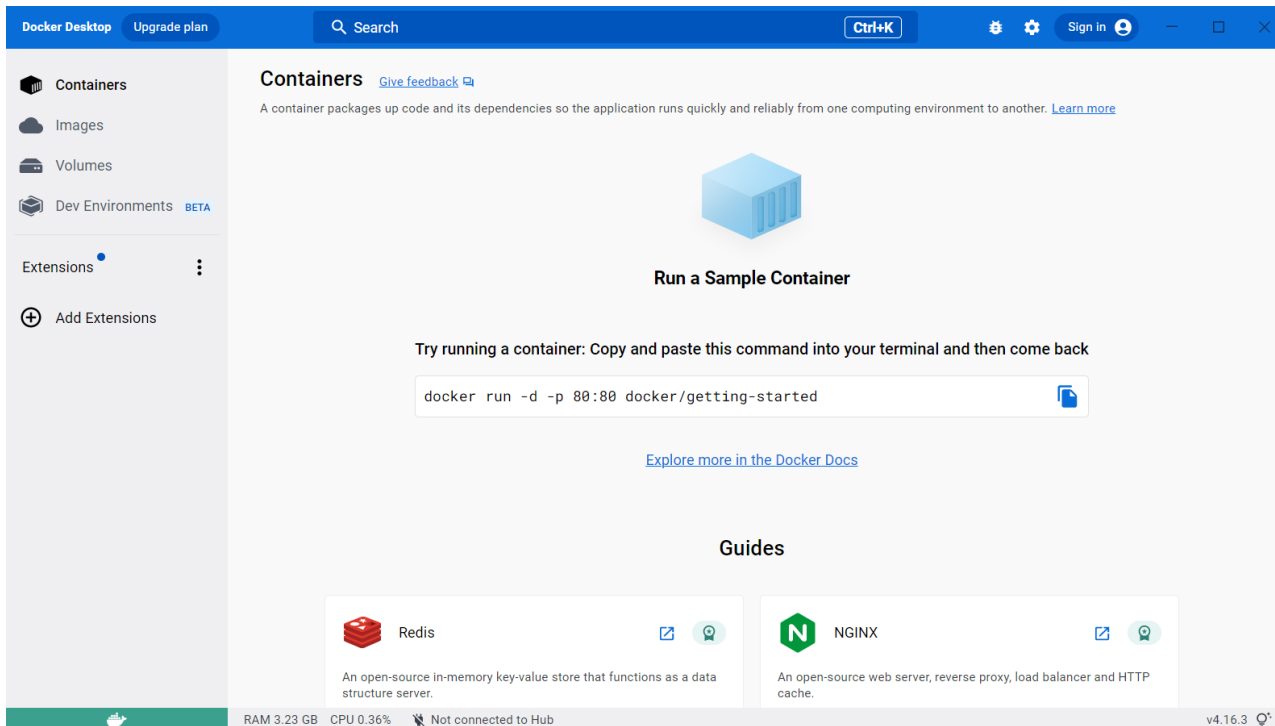 Docker Desktop Upgrade plan Search Ctrl+K Sign in
Containers
Images
Volumes
Dev Environments BETA
Extensions
Add Extensions
Containers Give feedback
A container packages up code and its dependencies so the application runs quickly and reliably from one computing environment to another. Learn more
Run a Sample Container
Try running a container: Copy and paste this command into your terminal and then come back
docker run -d -p 80:80 docker/getting-started
Explore more in the Docker Docs
Guides
Redis
An open-source in-memory key-value store that functions as a data
structure server.
NGINX
An open-source web server, reverse proxy, load balancer and HTTP
cache.
RAM 3.23 GB CPU 0.36% Not connected to Hub v4.16.3